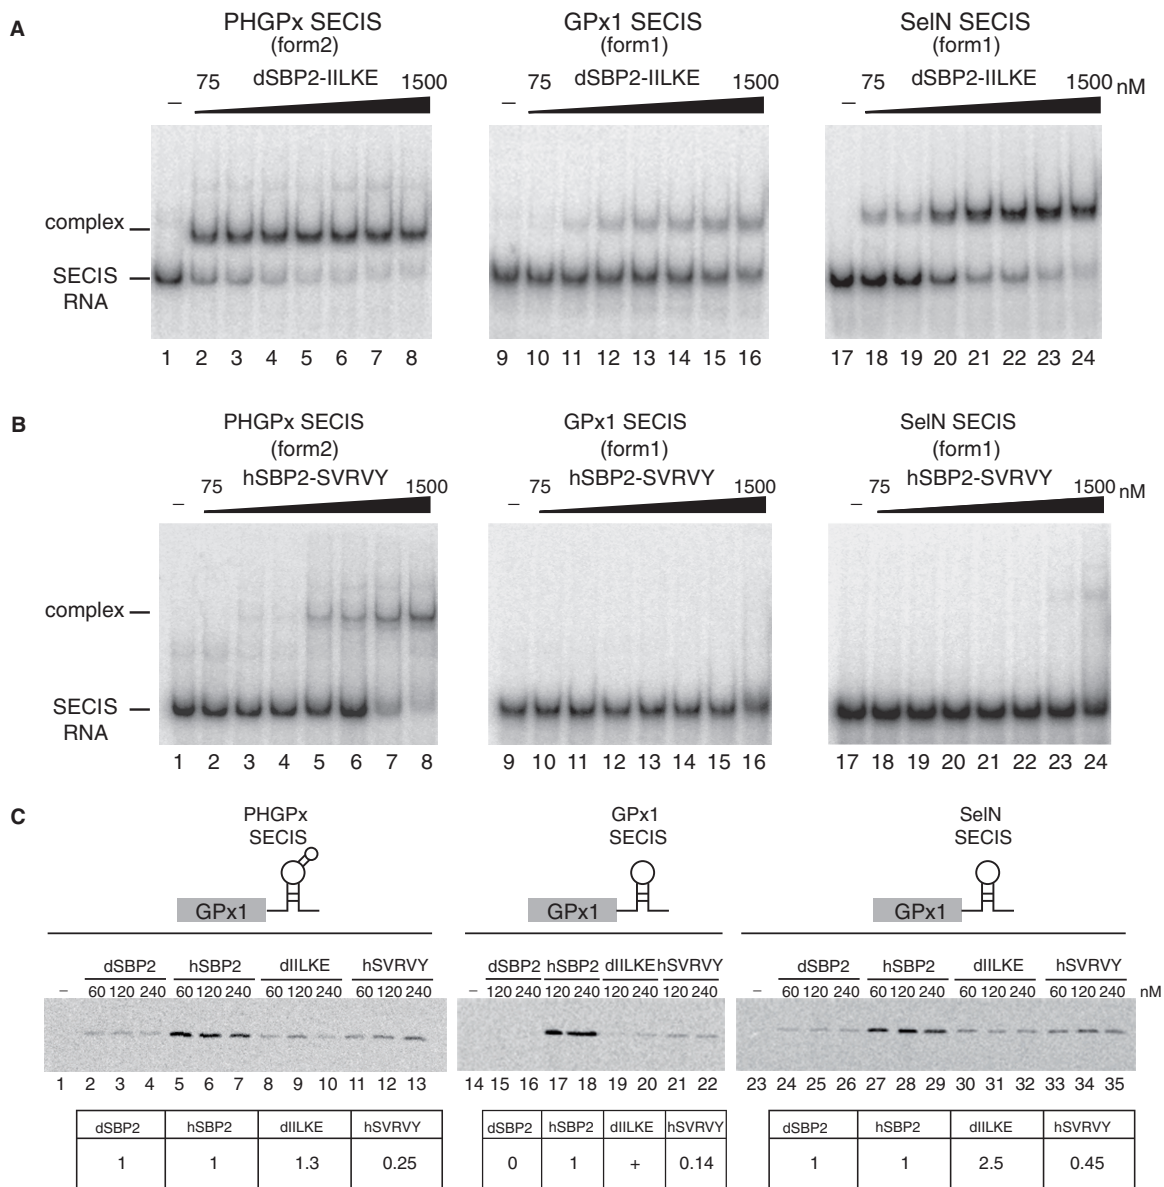 A
PHGPx SECIS
(form2)
75 dSBP2-IILKE 1500
–
GPx1 SECIS
(form1)
dSBP2-IILKE
75 1500
–
SelN SECIS
(form1)
75 dSBP2-IILKE 1500 nM
–
complex
SECIS
RNA
1 2 3 4 5 6 7 8
9 10 11 12 13 14 15 16
17 18 19 20 21 22 23 24
B
PHGPx SECIS
(form2)
75 hSBP2-SVRVY 1500
–
GPx1 SECIS
(form1)
hSBP2-SVRVY
75 1500
–
SelN SECIS
(form1)
75 hSBP2-SVRVY 1500 nM
–
complex
SECIS
RNA
1 2 3 4 5 6 7 8
9 10 11 12 13 14 15 16
17 18 19 20 21 22 23 24
C
PHGPx
SECIS
GPx1
GPx1
SECIS
GPx1
SelN
SECIS
GPx1
dSBP2 hSBP2 dIILKE hSVRVY
– 60 120 240 60 120 240 60 120 240 60 120 240
dSBP2 hSBP2 dIILKE hSVRVY
– 120 240 120 240 120 240 120 240
dSBP2 hSBP2 dIILKE hSVRVY
– 60 120 240 60 120 240 60 120 240 60 120 240 nM
1 2 3 4 5 6 7 8 9 10 11 12 13
14 15 16 17 18 19 20 21 22
23 24 25 26 27 28 29 30 31 32 33 34 35
dSBP2 hSBP2 dIILKE hSVRVY
1 1 1.3 0.25
dSBP2 hSBP2 dIILKE hSVRVY
0 1 + 0.14
dSBP2 hSBP2 dIILKE hSVRVY
1 1 2.5 0.45